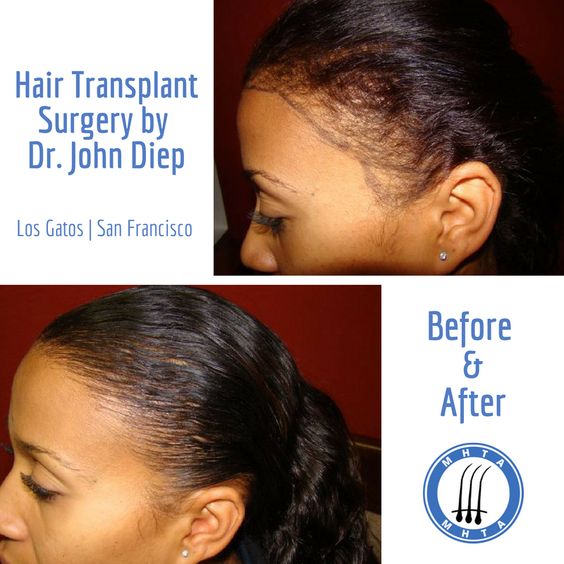 Hair Transplant
Surgery by
Dr. John Diep
Los Gatos | San Francisco
Before
&
After
MHTA
MHTA